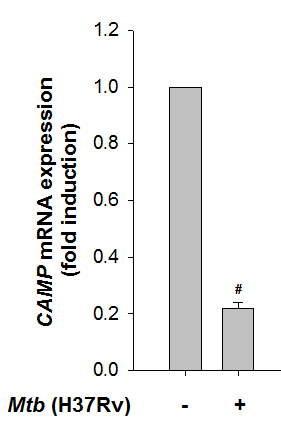 CAMP mRNA expression
(fold induction)
1.2
1.0
0.8
0.6
0.4
0.2
0.0
#
Mtb (H37Rv) - +